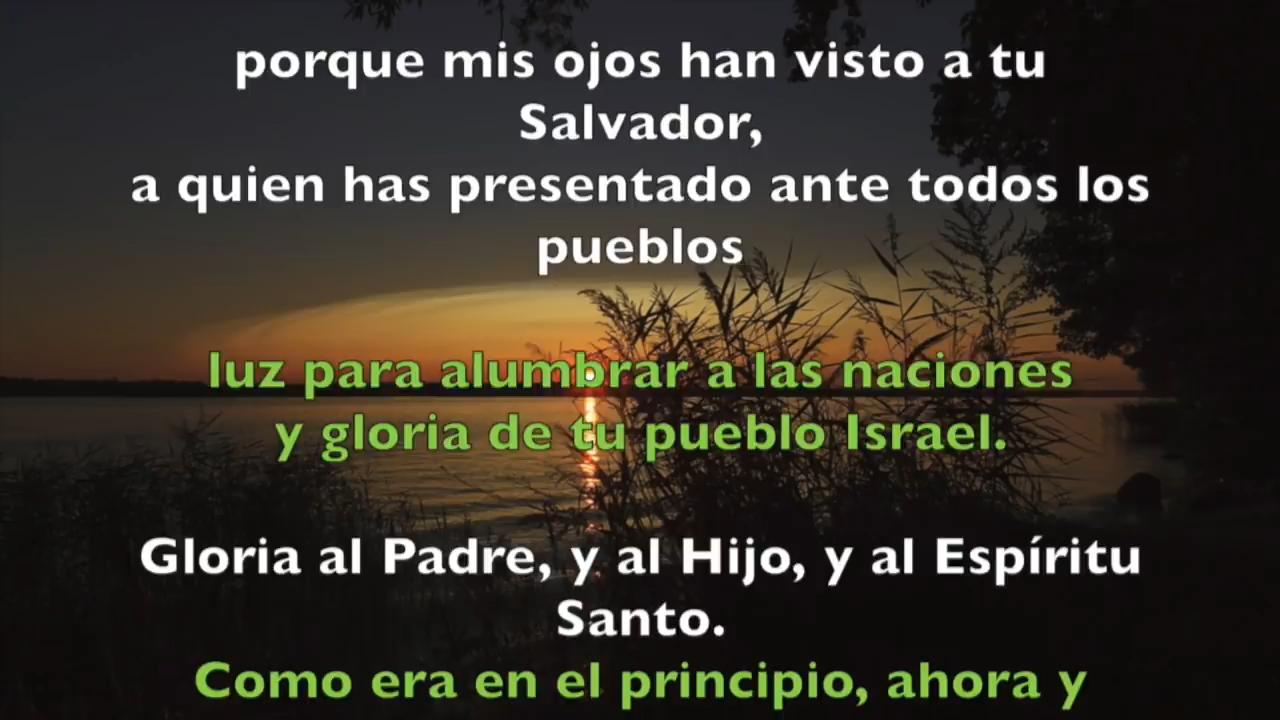 porque mis ojos han visto a tu
Salvador,
a quien has presentado ante todos los
pueblos
luz para alumbrar a las naciones
y gloria de tu pueblo Israel.
Gloria al Padre, y al Hijo, y al Espíritu
Santo.
Como era en el principio, ahora y